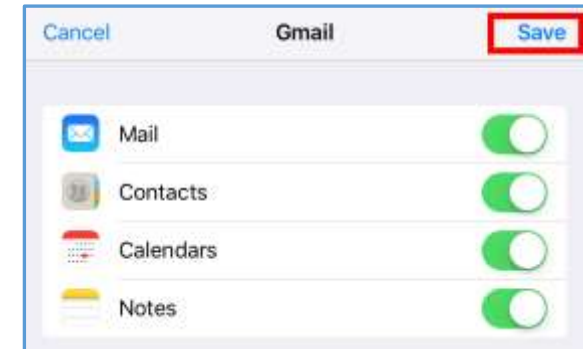 Cancel Gmail Save
Mail
Contacts
Calendars
Notes